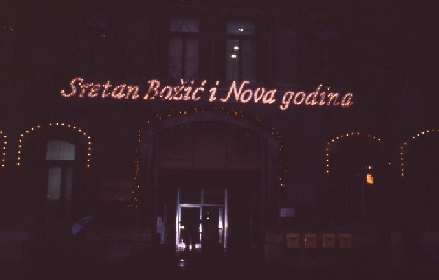 Sretan Božić i Nova godina